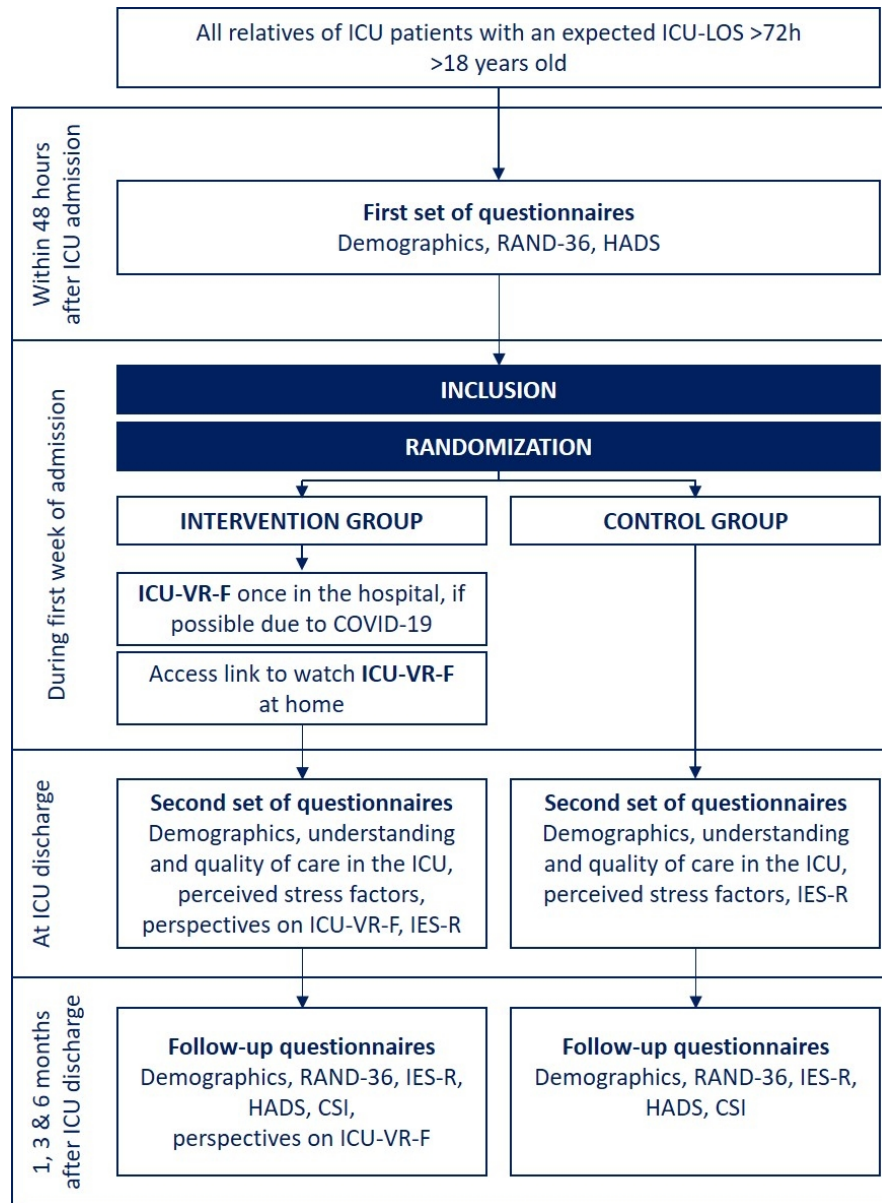 All relatives of ICU patients with an expected ICU-LOS >72h
>18 years old
Within 48 hours
after ICU admission
First set of questionnaires
Demographics, RAND-36, HADS
During first week of admission
INCLUSION
RANDOMIZATION
INTERVENTION GROUP
CONTROL GROUP
ICU-VR-F once in the hospital, if
possible due to COVID-19
Access link to watch ICU-VR-F
at home
At ICU discharge
Second set of questionnaires
Demographics, understanding
and quality of care in the ICU,
perceived stress factors,
perspectives on ICU-VR-F, IES-R
Second set of questionnaires
Demographics, understanding
and quality of care in the ICU,
perceived stress factors, IES-R
1, 3 & 6 months
after ICU discharge
Follow-up questionnaires
Demographics, RAND-36, IES-R,
HADS, CSI,
perspectives on ICU-VR-F
Follow-up questionnaires
Demographics, RAND-36, IES-R,
HADS, CSI